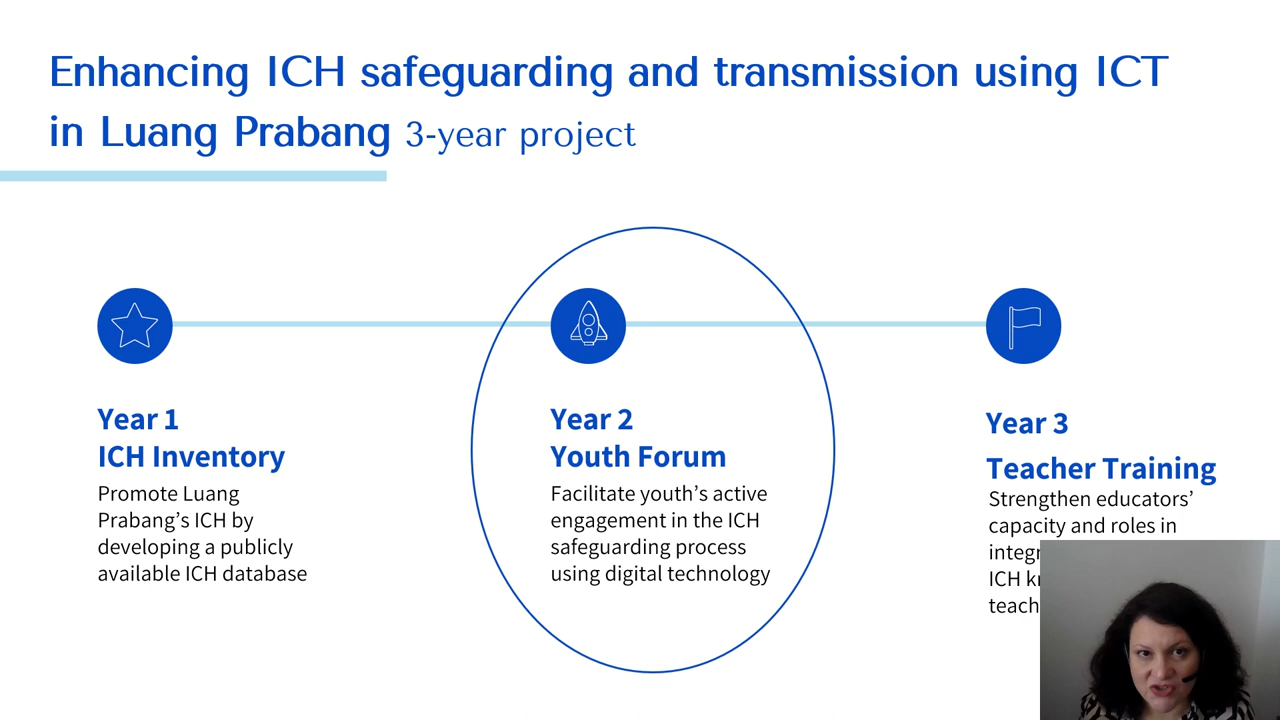 Enhancing ICH safeguarding and transmission using ICT
in Luang Prabang 3-year project
Year 1
ICH Inventory
Promote Luang
Prabang’s ICH by
developing a publicly
available ICH database
Year 2
Youth Forum
Facilitate youth’s active
engagement in the ICH
safeguarding process
using digital technology
Year 3
Teacher Training
Strengthen educators’
capacity and roles in
ICH